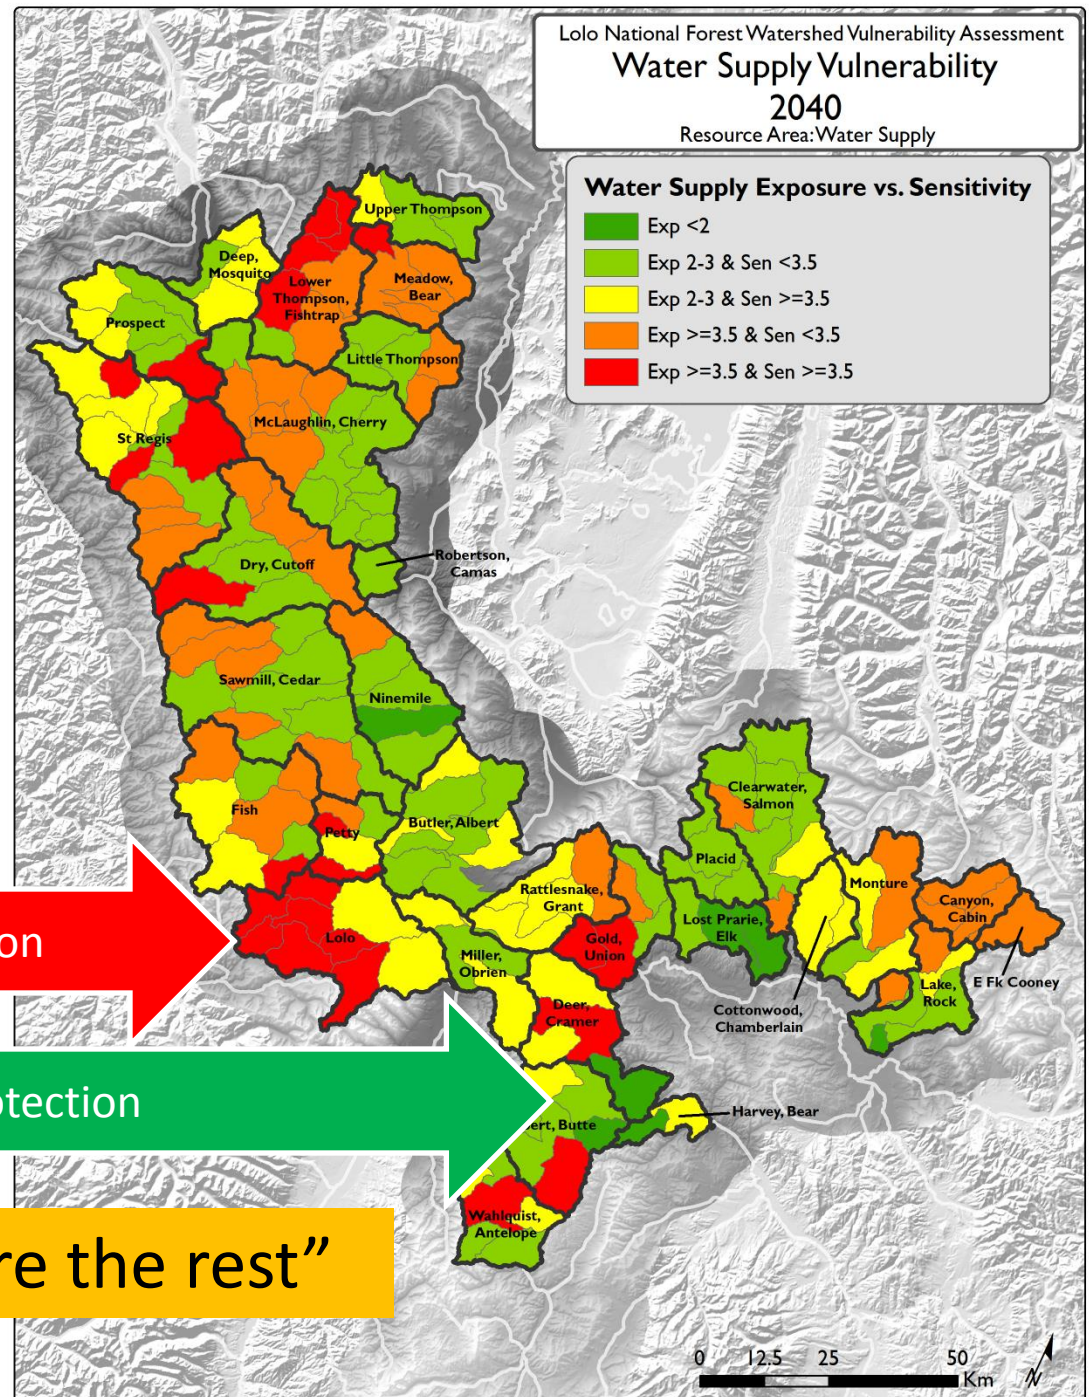 Lolo National Forest Watershed Vulnerability Assessment
Water Supply Vulnerability
2040
Resource Area: Water Supply
Water Supply Exposure vs. Sensitivity
Exp <2
Exp 2-3 & Sen <3.5
Exp 2-3 & Sen >=3.5
Exp >=3.5 & Sen <3.5
Exp >=3.5 & Sen >=3.5
Upper Thompson
Deep,
Mosquito
Lower
Thompson,
Fishtrap
Meadow,
Bear
Prospect
Little Thompson
McLaughlin, Cherry
St Regis
Robertson,
Camas
Dry, Cutoff
Sawmill, Cedar
Ninemile
Clearwater,
Salmon
Fish
Petty
Butler, Albert
Placid
Monture
Rattlesnake,
Grant
Canyon,
Cabin
Lost Prarie,
Elk
Lolo
Gold,
Union
Miller,
Obrien
E Fk Cooney
Lake,
Rock
Deer,
Cramer
Cottonwood,
Chamberlain
on
otection
Harvey, Bear
ert, Butte
Wahlquist,
Antelope
re the rest”
0 12.5 25 50
Km
N